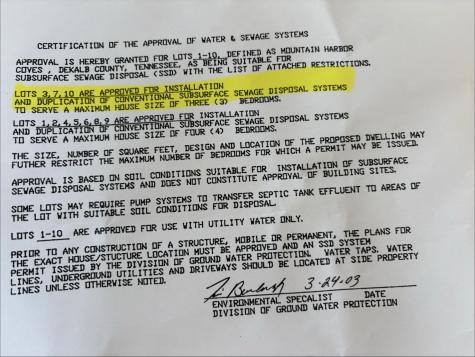 CERTIFICATION OF THE APPROVAL OF WATER & SEWAGE SYSTEMS
APPROVAL IS HEREBY GRANTED FOR LOTS 1-10, DEFINED AS MOUNTAIN HARBOR
COVES, DEKALB COUNTY, TENNESSEE, AS BEING SUITABLE FOR
SUBSURFACE SEWAGE DISPOSAL (SSD) WITH THE LIST OF ATTACHED RESTRICTIONS.
LOTS 3,7,10 ARE APPROVED FOR INSTALLATION
AND DUPLICATION OF CONVENTIONAL SUBSURFACE SEWAGE DISPOSAL SYSTEMS
TO SERVE A MAXIMUM HOUSE SIZE OF THREE (3) BEDROOMS.
LOTS 1,2,4,5,6,8,9 ARE APPROVED FOR INSTALLATION
AND DUPLICATION OF CONVENTIONAL SUBSURFACE SEWAGE DISPOSAL SYSTEMS
TO SERVE A MAXIMUM HOUSE SIZE OF FOUR (4) BEDROOMS.
THE SIZE, NUMBER OF SQUARE FEET, DESIGN AND LOCATION OF THE PROPOSED DWELLING MAY
FUTHER RESTRICT THE MAXIMUM NUMBER OF BEDROOMS FOR WHICH A PERMIT MAY BE ISSUED.
APPROVAL IS BASED ON SOIL CONDITIONS SUITABLE FOR INSTALLATION OF SUBSURFACE
SEWAGE DISPOSAL SYSTEMS AND DOES NOT CONSTITUTE APPROVAL OF BUILDING SITES.
SOME LOTS MAY REQUIRE PUMP SYSTEMS TO TRANSFER SEPTIC TANK EFFLUENT TO AREAS OF
THE LOT WITH SUITABLE SOIL CONDITIONS FOR DISPOSAL.
LOTS 1-10 ARE APPROVED FOR USE WITH UTILITY WATER ONLY.
PRIOR TO ANY CONSTRUCTION OF A STRUCTURE, MOBILE OR PERMANENT, THE PLANS FOR
THE EXACT HOUSE/STUCTURE LOCATION MUST BE APPROVED AND AN SSD SYSTEM
PERMIT ISSUED BY THE DIVISION OF GROUND WATER PROTECTION. WATER TAPS. WATER
LINES, UNDERGROUND UTILITIES AND DRIVEWAYS SHOULD BE LOCATED AT SIDE PROPERTY
LINES UNLESS OTHERWISE NOTED.
3-24-03
ENVIRONMENTAL SPECALIST DATE
DIVISION OF GROUND WATER PROTECTION